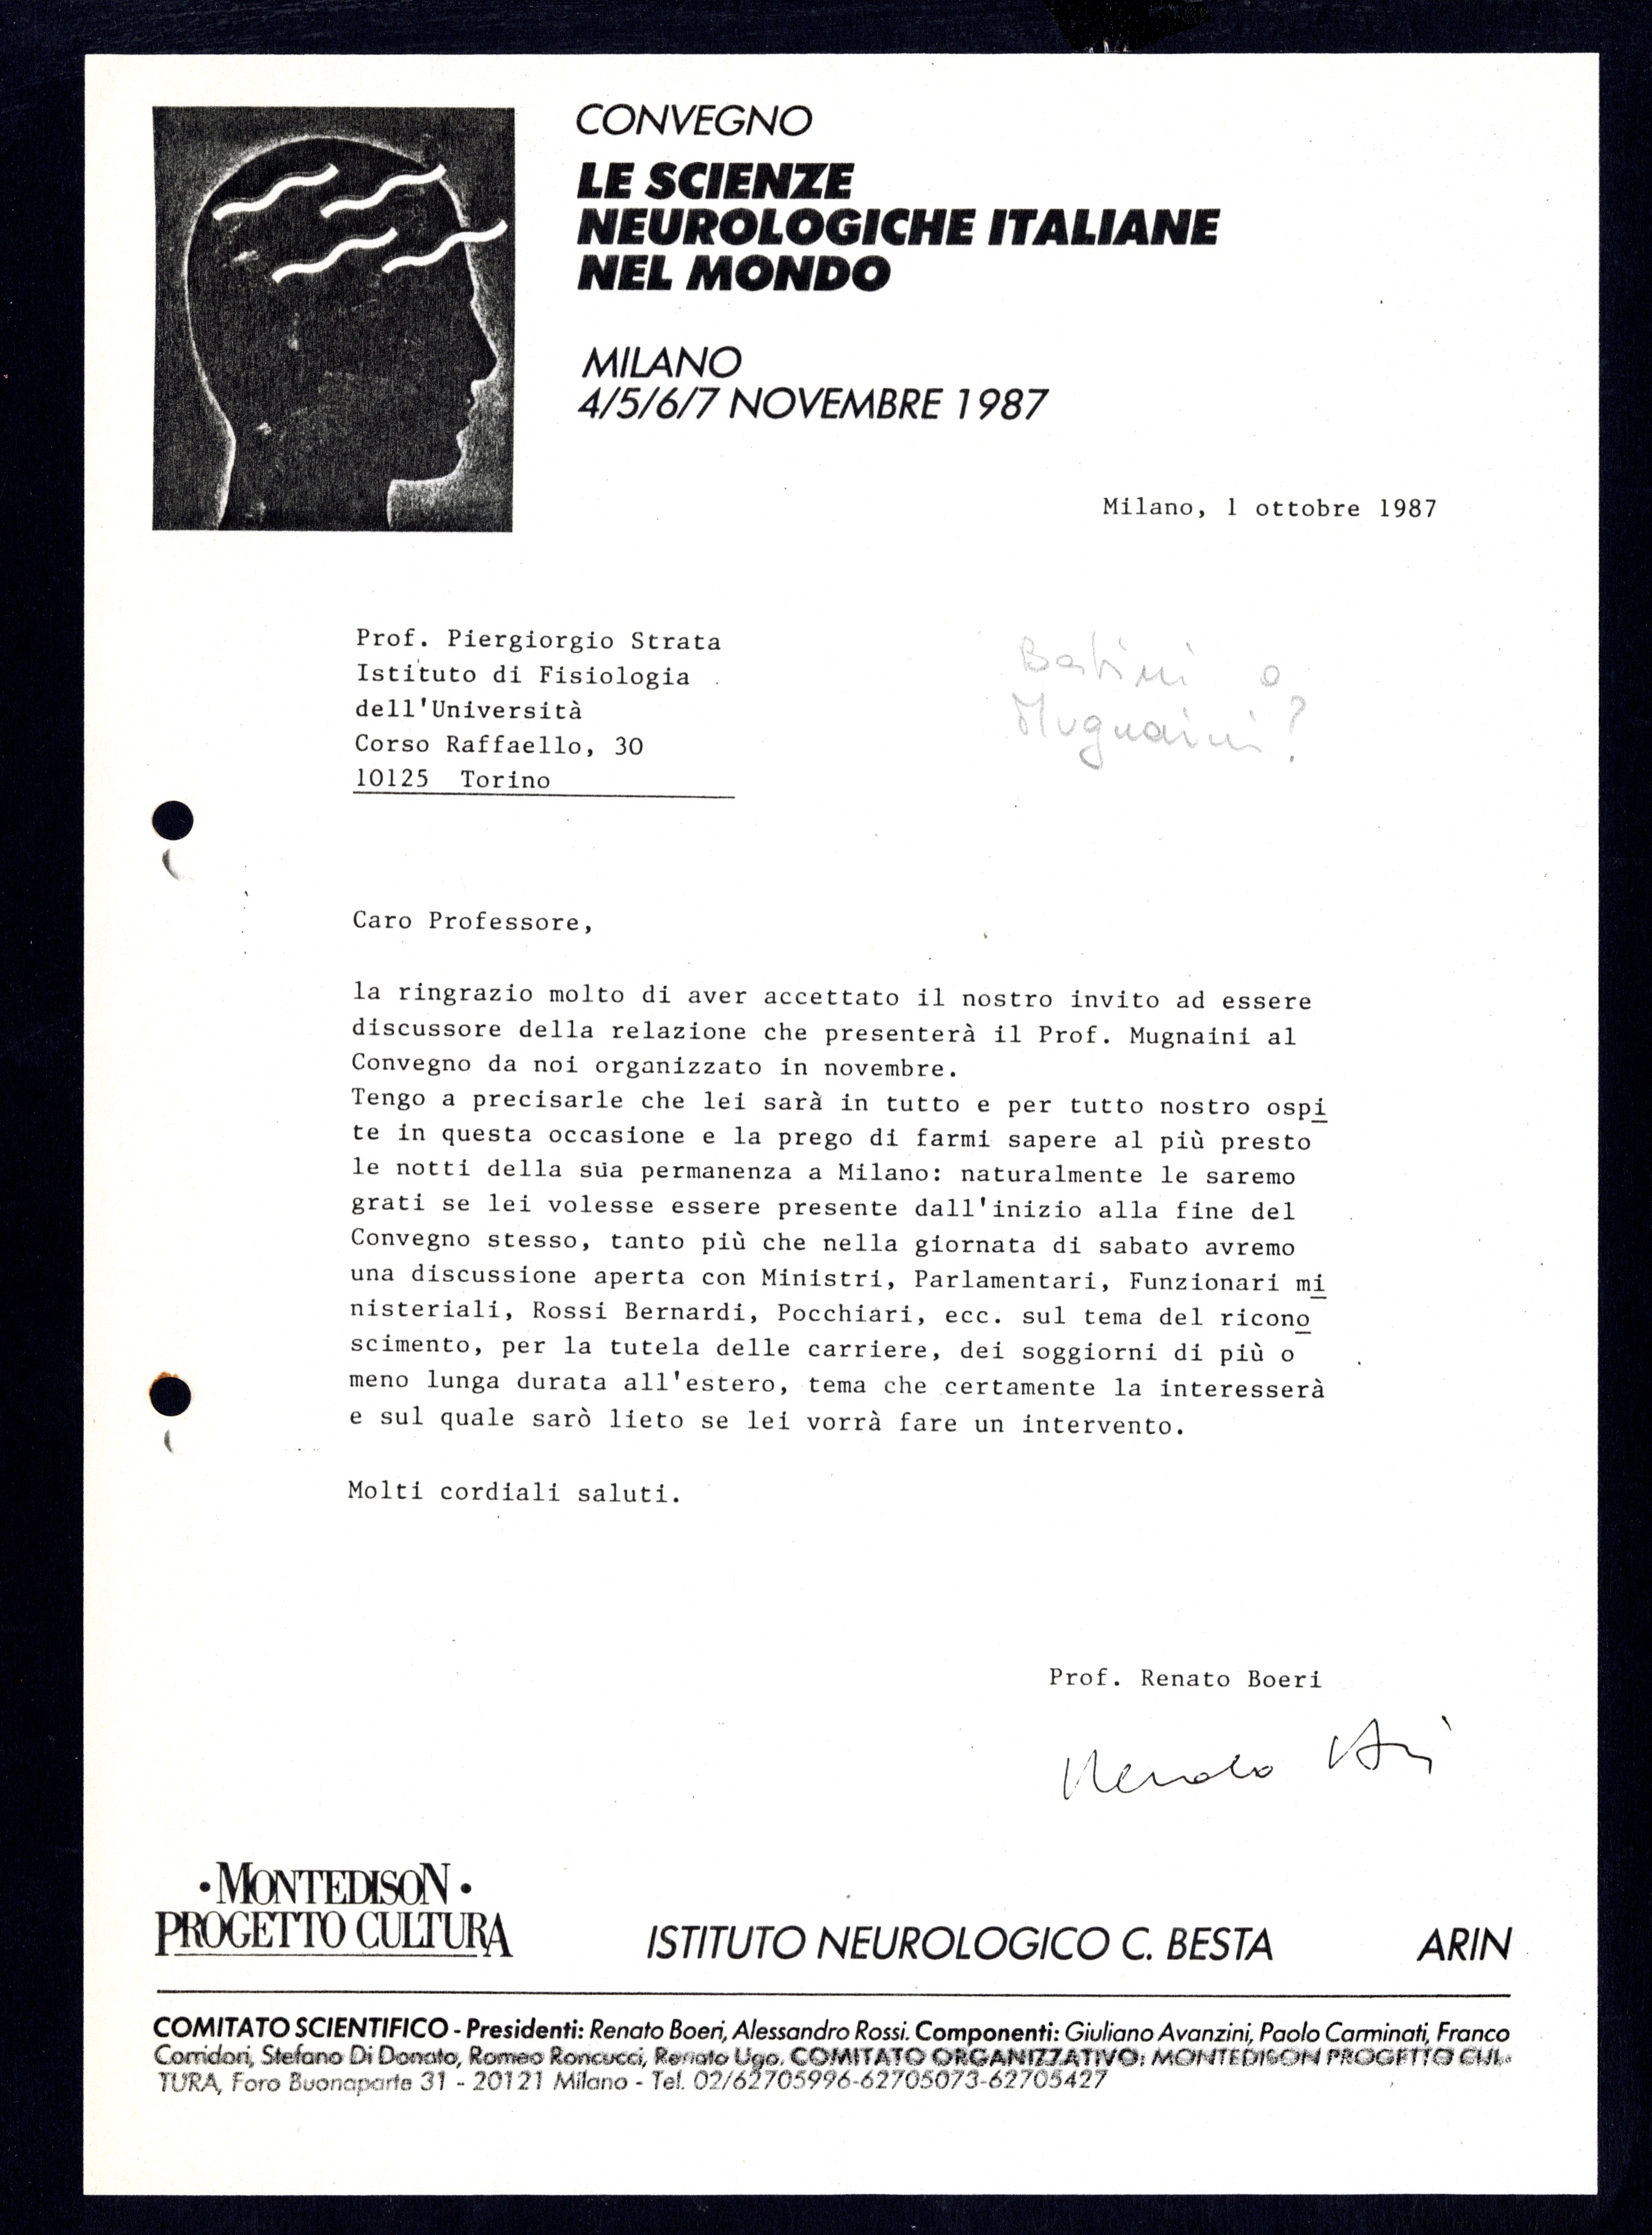 CONVEGNO
LE SCIENZE
NEUROLOGICHE ITALIANE
NEL MONDO
MILANO
4/5/6/7 NOVEMBRE 1987
Milano, 1 ottobre 1987
Prof. Piergiorgio Strata
Istituto di Fisiologia
dell'Università
Corso Raffaello, 30
10125 Torino
Batini o
Mugnaini?
Caro Professore,
la ringrazio molto di aver accettato il nostro invito ad essere
discussore della relazione che presenterà il Prof. Mugnaini al
Convegno da noi organizzato in novembre.
Tengo a precisarle che lei sarà in tutto e per tutto nostro ospi
te in questa occasione e la prego di farmi sapere al più presto
le notti della sua permanenza a Milano: naturalmente le saremo
grati se lei volesse essere presente dall'inizio alla fine del
Convegno stesso, tanto più che nella giornata di sabato avremo
una discussione aperta con Ministri, Parlamentari, Funzionari mi
nisteriali, Rossi Bernardi, Pocchiari, ecc. sul tema del ricono
scimento, per la tutela delle carriere, dei soggiorni di più o
meno lunga durata all'estero, tema che certamente la interesserà
e sul quale sarò lieto se lei vorrà fare un intervento.
Molti cordiali saluti.
Prof. Renato Boeri
Renato Boeri
• MONTEDISON •
PROGETTO CULTURA
ISTITUTO NEUROLOGICO C. BESTA
ARIN
COMITATO SCIENTIFICO - Presidenti: Renato Boeri, Alessandro Rossi. Componenti: Giuliano Avanzini, Paolo Carminati, Franco
Corridori, Stefano Di Donato, Romeo Roncucci, Renato Ugo. COMITATO ORGANIZZATIVO: MONTEDISON PROGETTO CUL-
TURA, Foro Buonaparte 31 - 20121 Milano - Tel. 02/62705996-62705073-62705427